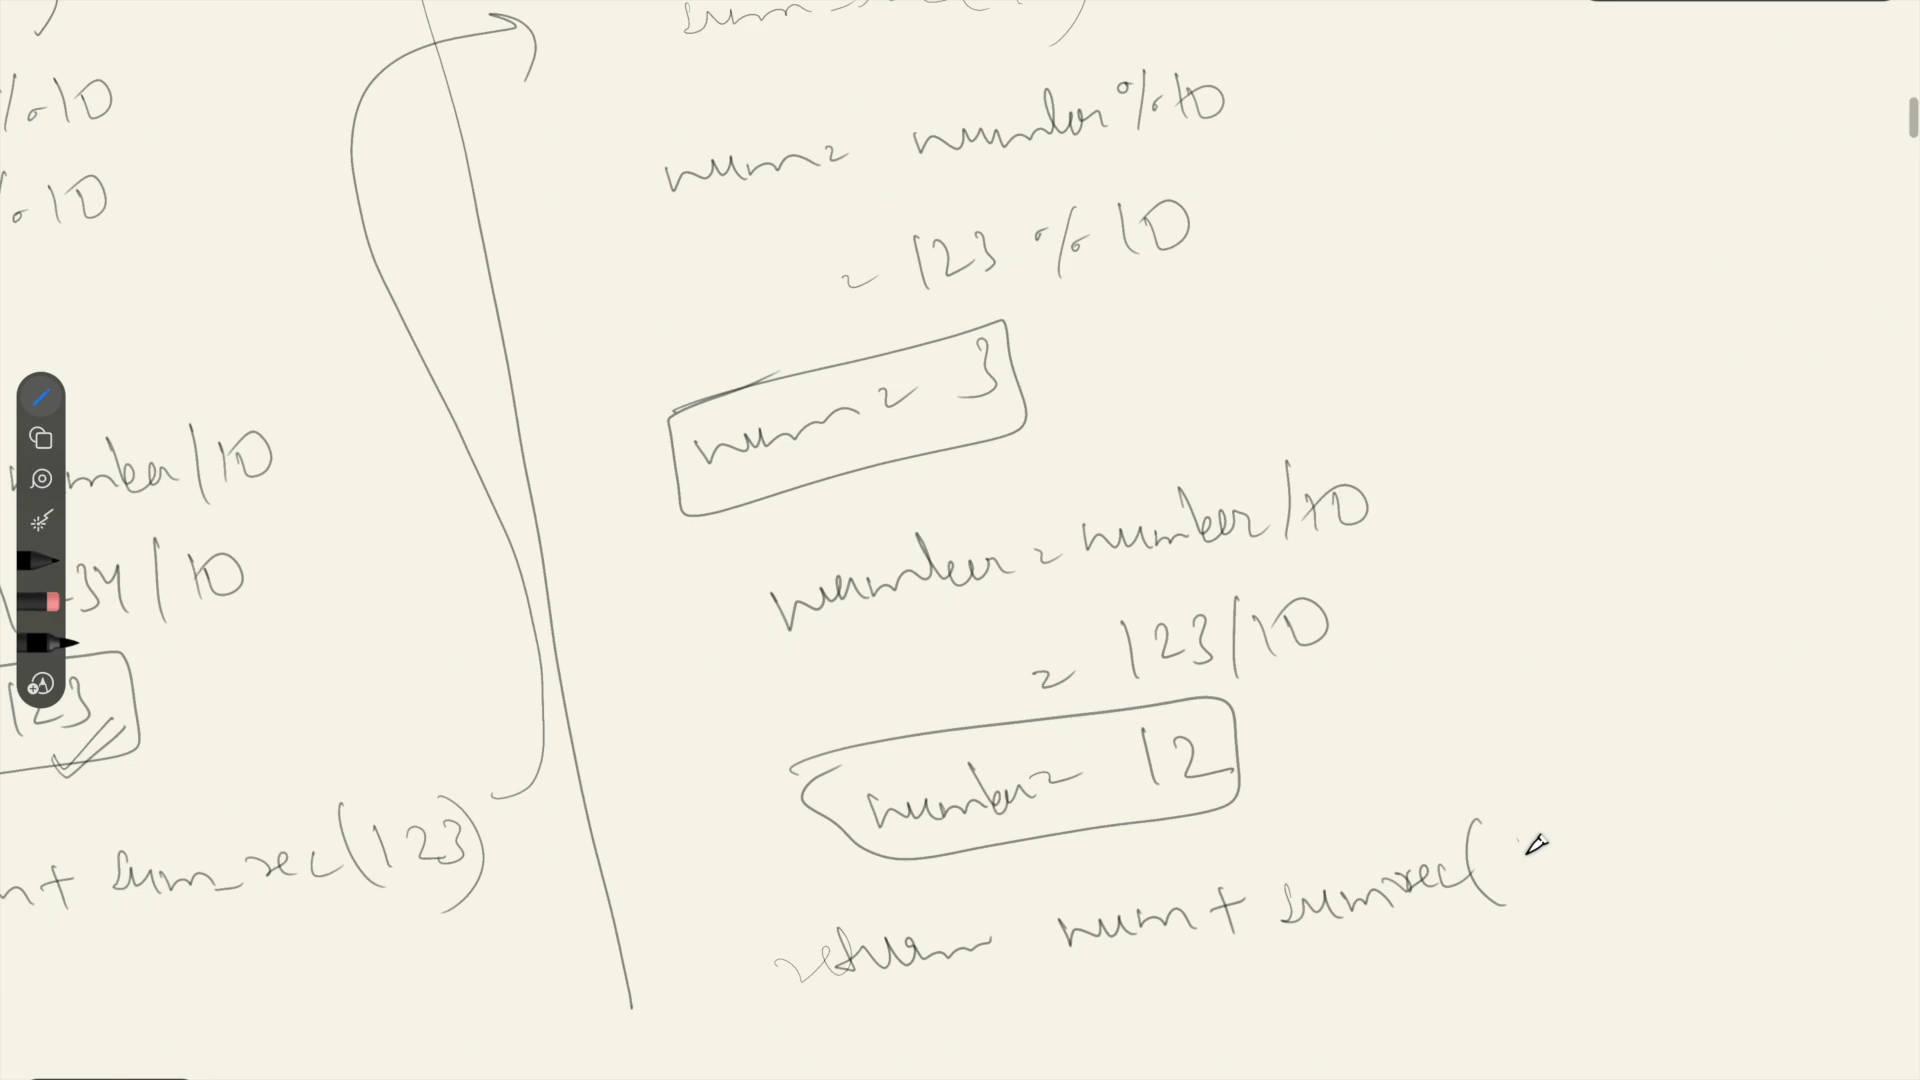 %10
%10
number/10
34/10
123
+ sum_rec(123)
num = number%10
= 123 % 10
num = 3
number = number/10
= 123/10
number = 12
return num + sumrec(